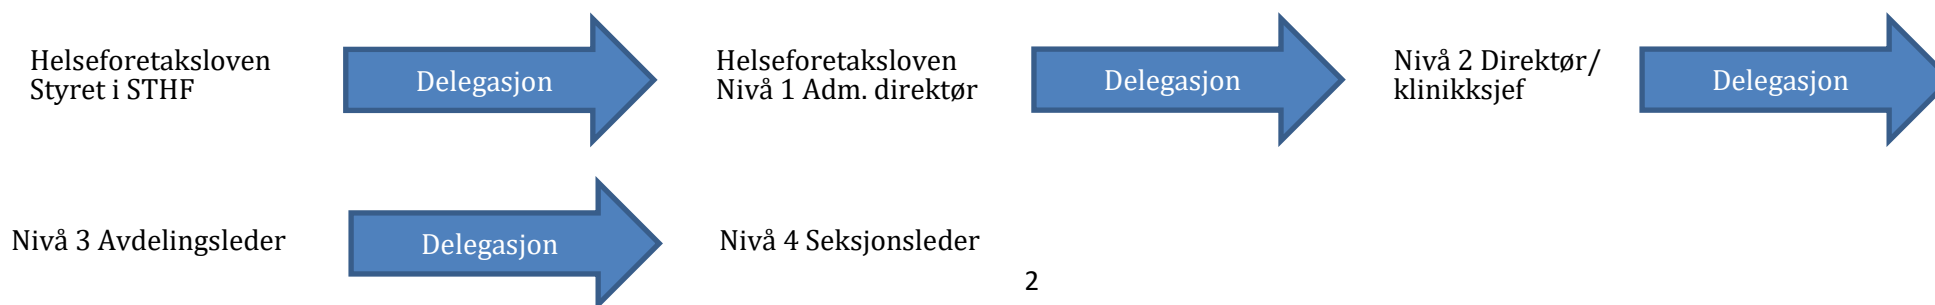 Helseforetaksloven
Styret i STHF
Delegasjon
Helseforetaksloven
Nivå 1 Adm. direktør
Delegasjon
Nivå 2 Direktør/
klinikksjef
Delegasjon
Nivå 3 Avdelingsleder
Delegasjon
Nivå 4 Seksjonsleder
2